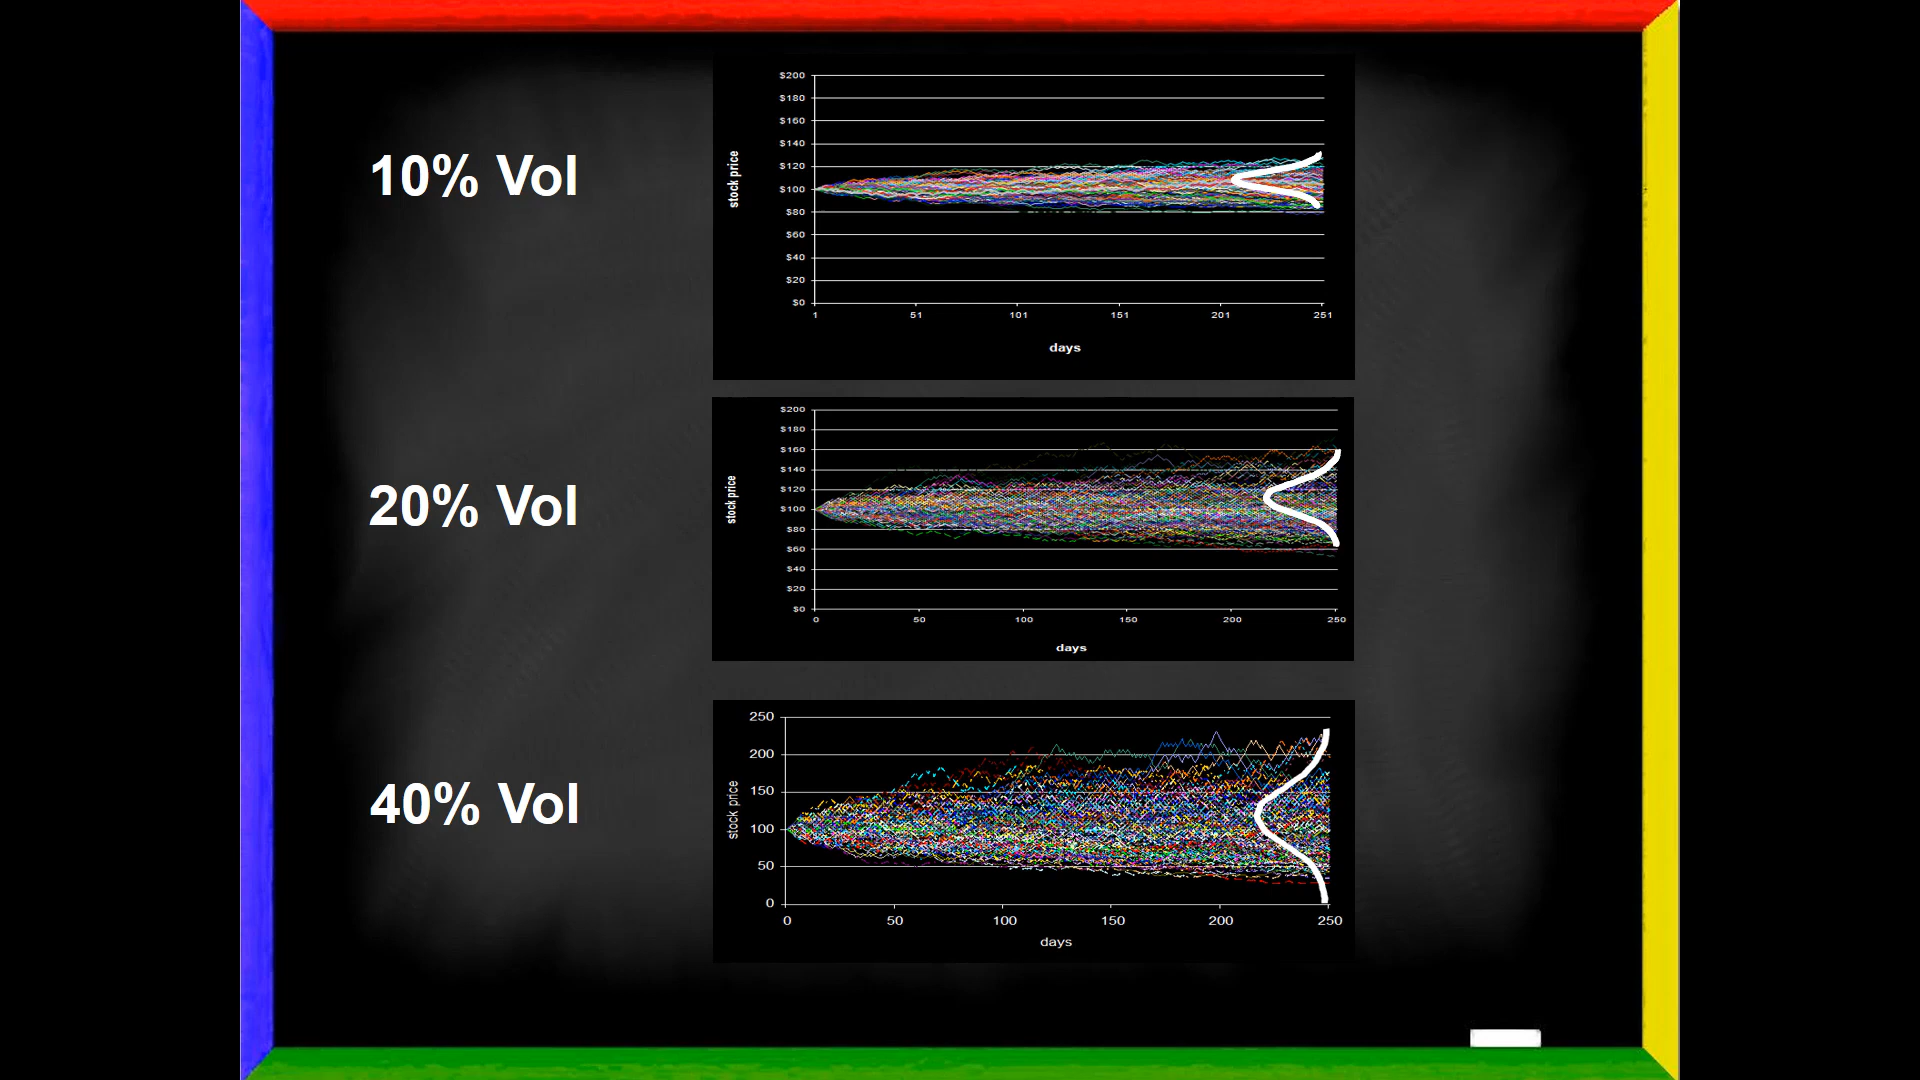 10% Vol
stock price
$200
$180
$160
$140
$120
$100
$80
$60
$40
$20
$0
1 51 101 151 201 251
days
20% Vol
stock price
$200
$180
$160
$140
$120
$100
$80
$60
$40
$20
$0
0 50 100 150 200 250
days
40% Vol
stock price
250
200
150
100
50
0
0 50 100 150 200 250
days